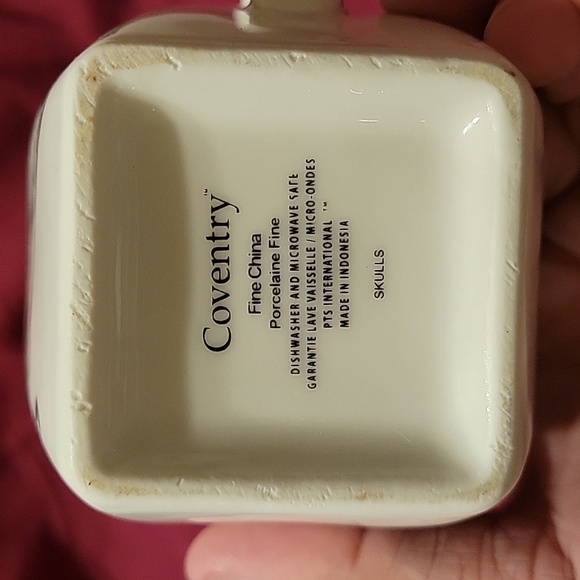 Coventry™
Fine China
Porcelaine Fine
DISHWASHER AND MICROWAVE SAFE
GARANTIE LAVE VAISSELLE / MICRO-ONDES
PTS INTERNATIONAL ™
MADE IN INDONESIA
SKULLS